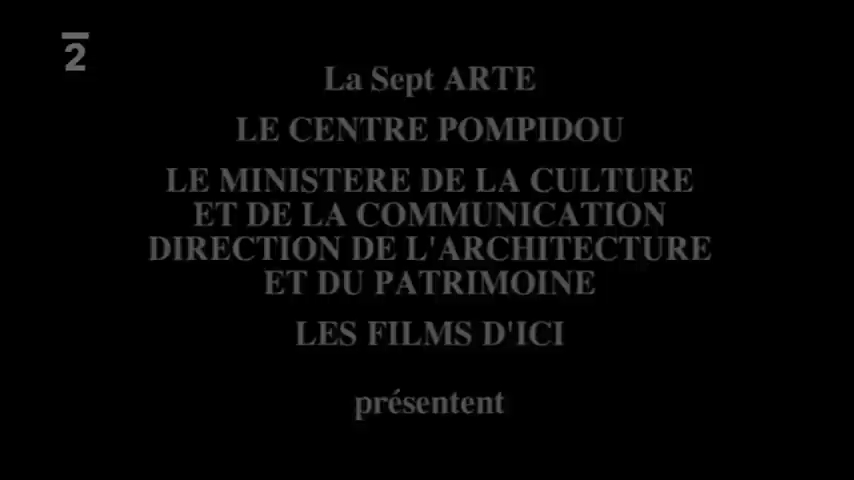 2
La Sept ARTE
LE CENTRE POMPIDOU
LE MINISTERE DE LA CULTURE
ET DE LA COMMUNICATION
DIRECTION DE L'ARCHITECTURE
ET DU PATRIMOINE
LES FILMS D'ICI
présentent